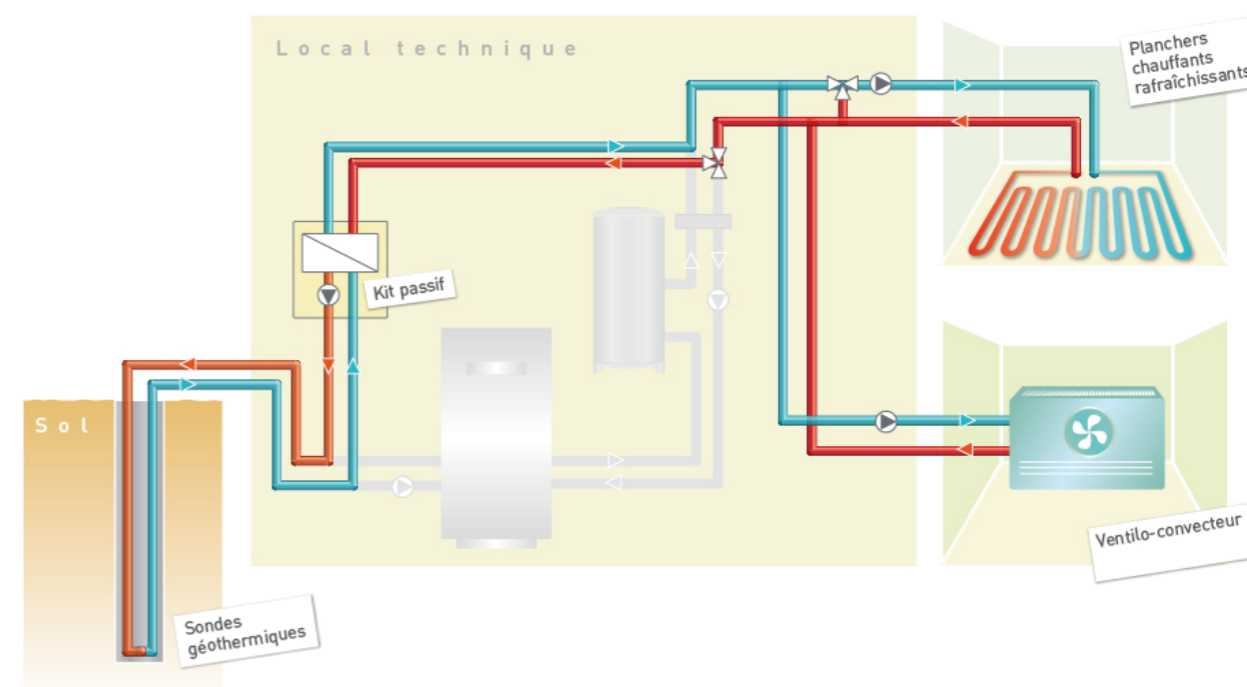 Local technique
Planchers
chauffants
rafraîchissants
Kit passif
Sol
Ventilo-convecteur
Sondes
géothermiques